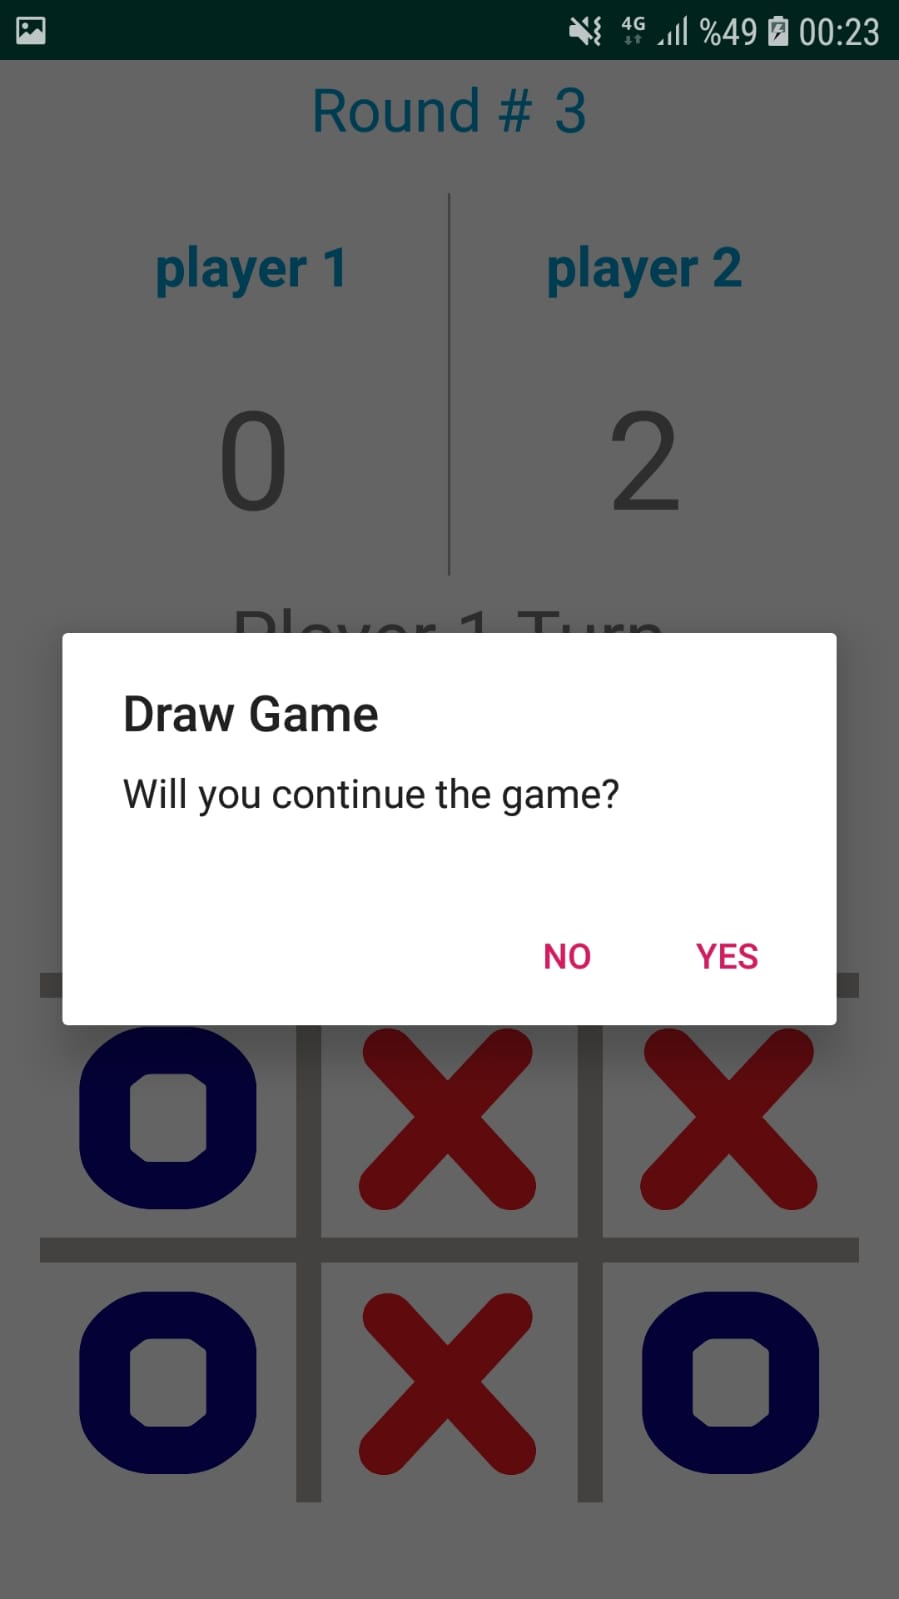 4G %49 00:23
Round # 3
player 1 player 2
0 2
Player 1 Turn
Draw Game
Will you continue the game?
NO YES
O X X
O X O